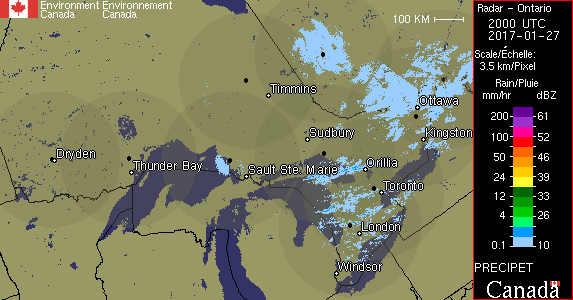 Environment Environnement
Canada Canada
100 KM
Radar - Ontario
2000 UTC
2017-01-27
Scale/Échelle:
3.5 km/Pixel
Rain/Pluie
mm/hr dBZ
200 61
100 52
50 46
24 39
12 33
4 26
0.1 10
PRECIPET
Canada
Timmins
Ottawa
Sudbury
Kingston
Dryden
Thunder Bay
Sault Ste. Marie
Orillia
Toronto
London
Windsor